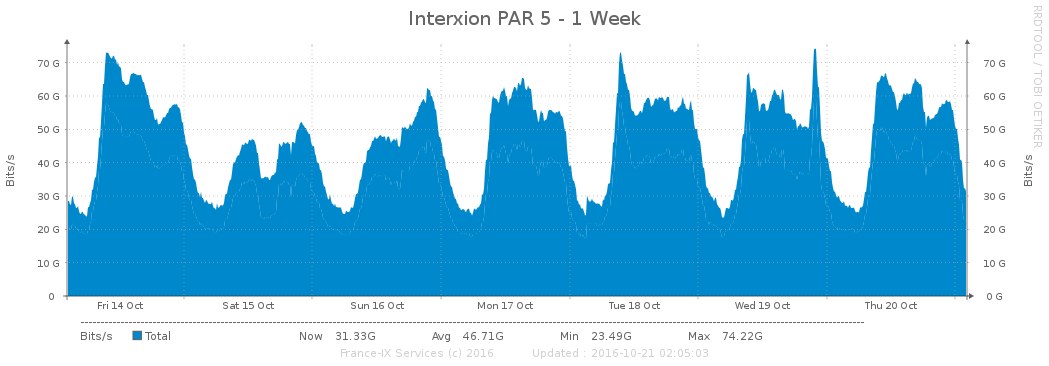 Interxion PAR 5 - 1 Week
RRDTOOL / TOBI OETIKER
Bits/s
70 G 70 G
60 G 60 G
50 G 50 G
40 G 40 G
30 G 30 G
20 G 20 G
10 G 10 G
0 0 G
Bits/s
Fri 14 Oct Sat 15 Oct Sun 16 Oct Mon 17 Oct Tue 18 Oct Wed 19 Oct Thu 20 Oct
Bits/s Total Now 31.33G Avg 46.71G Min 23.49G Max 74.22G
France-IX Services (c) 2016 Updated : 2016-10-21 02:05:03